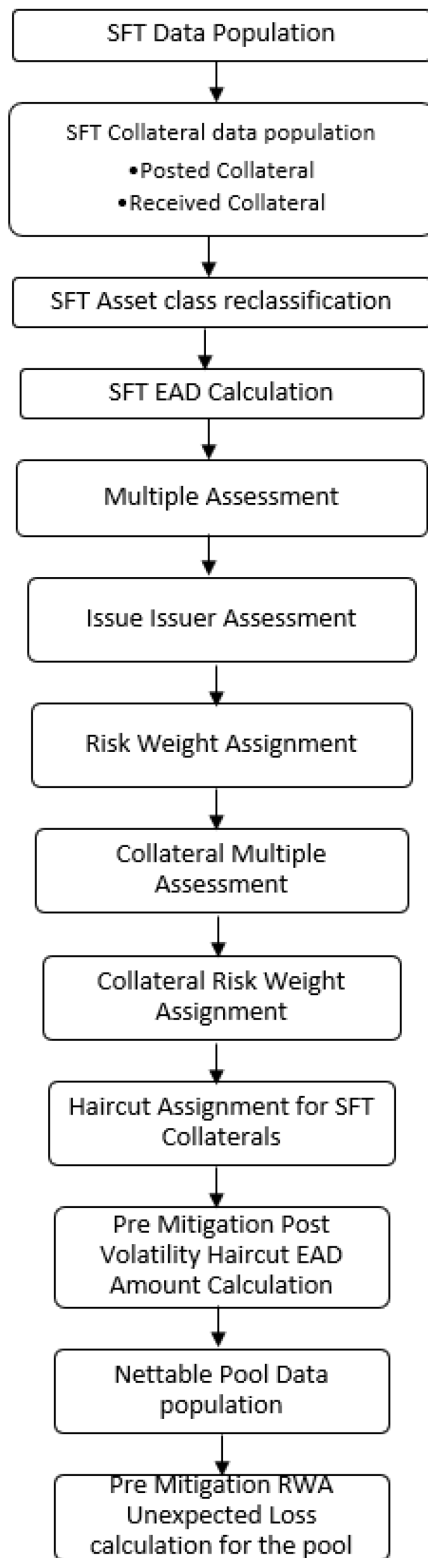 SFT Data Population
SFT Collateral data population
•Posted Collateral
•Received Collateral
SFT Asset class reclassification
SFT EAD Calculation
Multiple Assessment
Issue Issuer Assessment
Risk Weight Assignment
Collateral Multiple
Assessment
Collateral Risk Weight
Assignment
Haircut Assignment for SFT
Collaterals
Pre Mitigation Post
Volatility Haircut EAD
Amount Calculation
Nettable Pool Data
population
Pre Mitigation RWA
Unexpected Loss
calculation for the pool